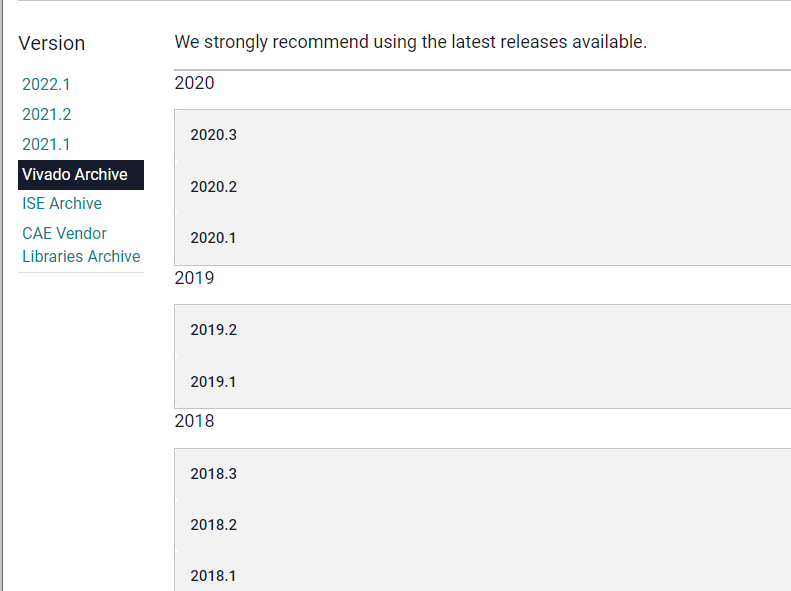 Version
2022.1
2021.2
2021.1
Vivado Archive
ISE Archive
CAE Vendor
Libraries Archive
We strongly recommend using the latest releases available.
2020
2020.3
2020.2
2020.1
2019
2019.2
2019.1
2018
2018.3
2018.2
2018.1